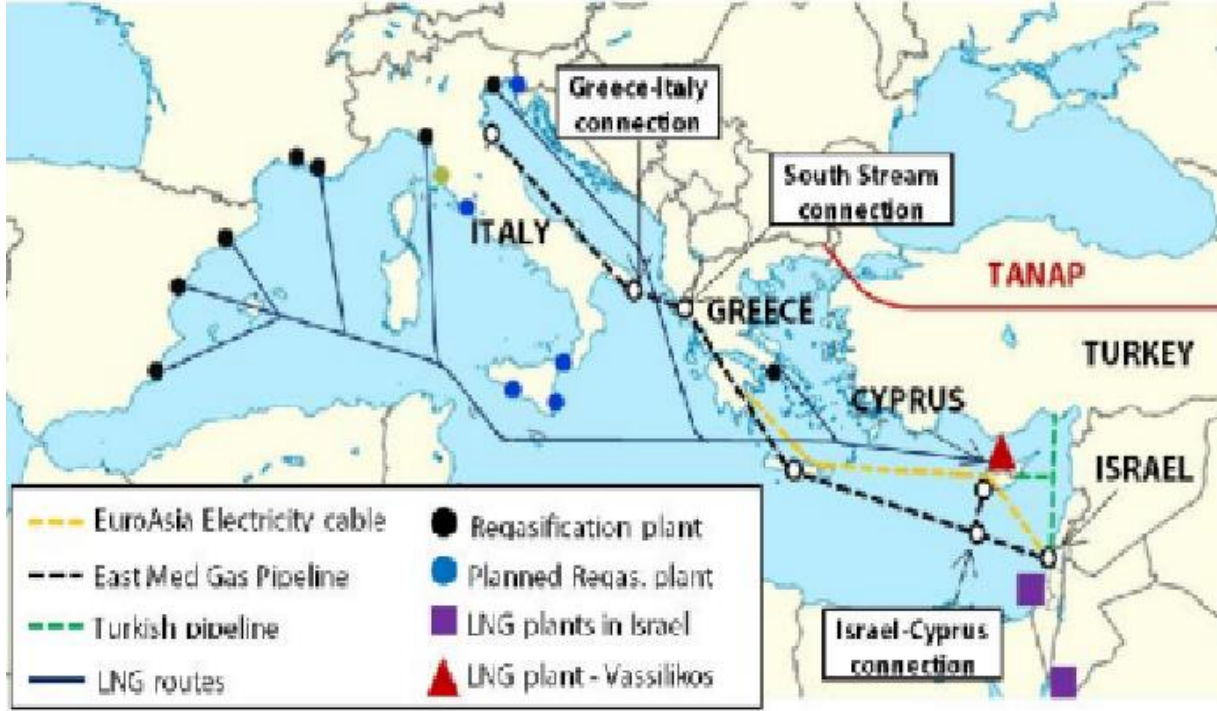 Greece-Italy
connection
South Stream
connection
ITALY
TANAP
GREECE
TURKEY
CYPRUS
ISRAEL
EuroAsia Electricity cable
Regasification plant
East Med Gas Pipeline
Planned Regas. plant
Turkish pipeline
LNG plants in Israel
Israel-Cyprus
connection
LNG routes
LNG plant - Vassilikos